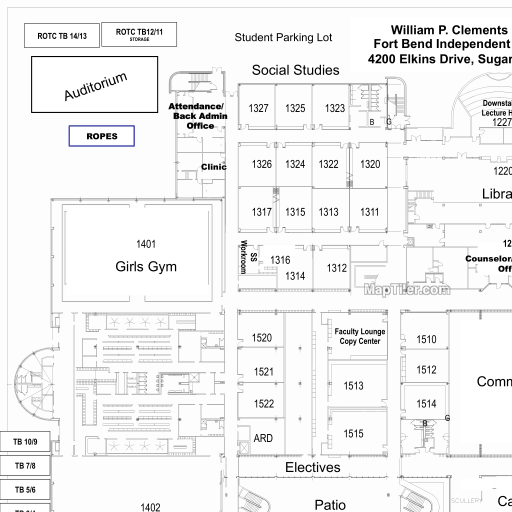 ROTC TB 14/13
ROTC TB12/11
STORAGE
Student Parking Lot
William P. Clements
Fort Bend Independent
4200 Elkins Drive, Sugar
Auditorium
Social Studies
Attendance/
Back Admin
Office
1327
1325
1323
B
G
Downstai
Lecture H
1227
ROPES
Clinic
1326
1324
1322
1320
1220
Libra
1317
1315
1313
1311
1401
Girls Gym
Workroom
SS
1316
1314
1312
12
Counselor/
Off
MapTiler.com
1520
Faculty Lounge
Copy Center
1510
1521
1513
1512
Comm
1522
1514
B
G
ARD
1515
TB 10/9
TB 7/8
Electives
TB 5/6
1402
Patio
SCULLERY
Ca